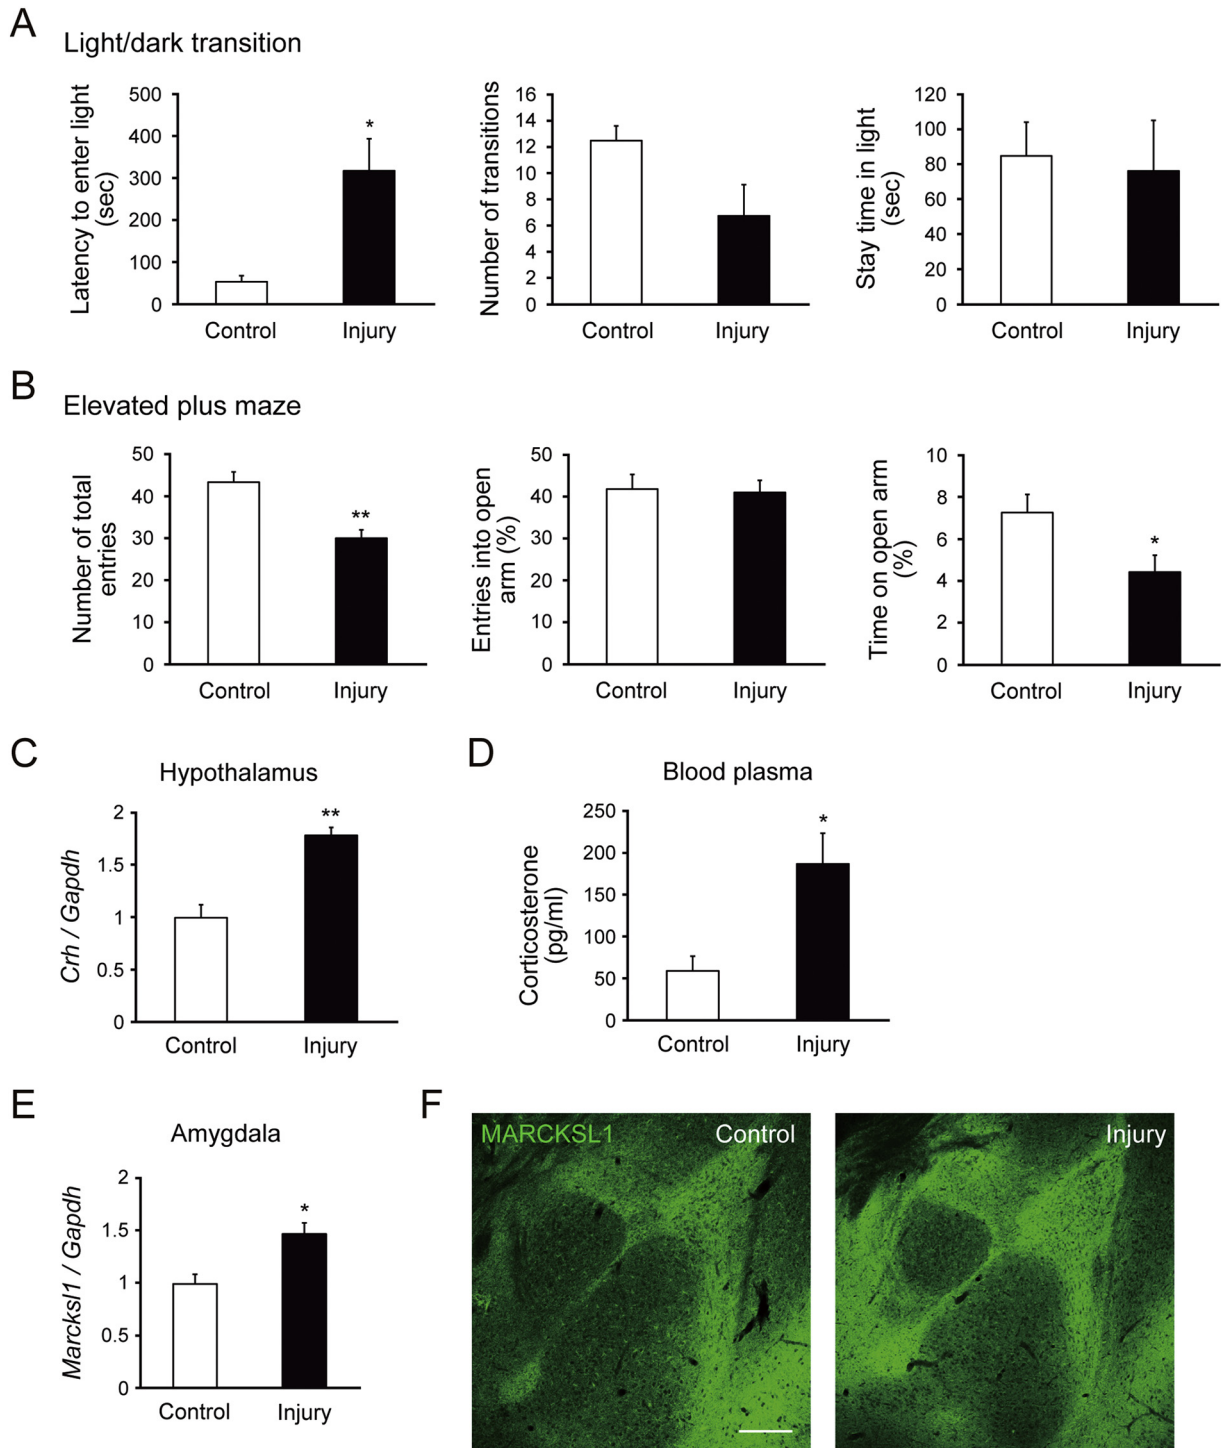 A
Light/dark transition
Latency to enter light
(sec)
500
400
300
200
100
0
*
Control
Injury
Number of transitions
16
14
12
10
8
6
4
2
0
Control
Injury
Stay time in light
(sec)
120
100
80
60
40
20
0
Control
Injury
B
Elevated plus maze
Number of total
entries
50
40
30
20
10
0
**
Control
Injury
Entries into open
arm (%)
50
40
30
20
10
0
Control
Injury
Time on open arm
(%)
10
8
6
4
2
0
*
Control
Injury
C
Hypothalamus
Crh / Gapdh
2
1.5
1
0.5
0
**
Control
Injury
D
Blood plasma
Corticosterone
(pg/ml)
250
200
150
100
50
0
*
Control
Injury
E
Amygdala
Marcksl1 / Gapdh
2
1.5
1
0.5
0
*
Control
Injury
F
MARCKSL1
Control
Injury